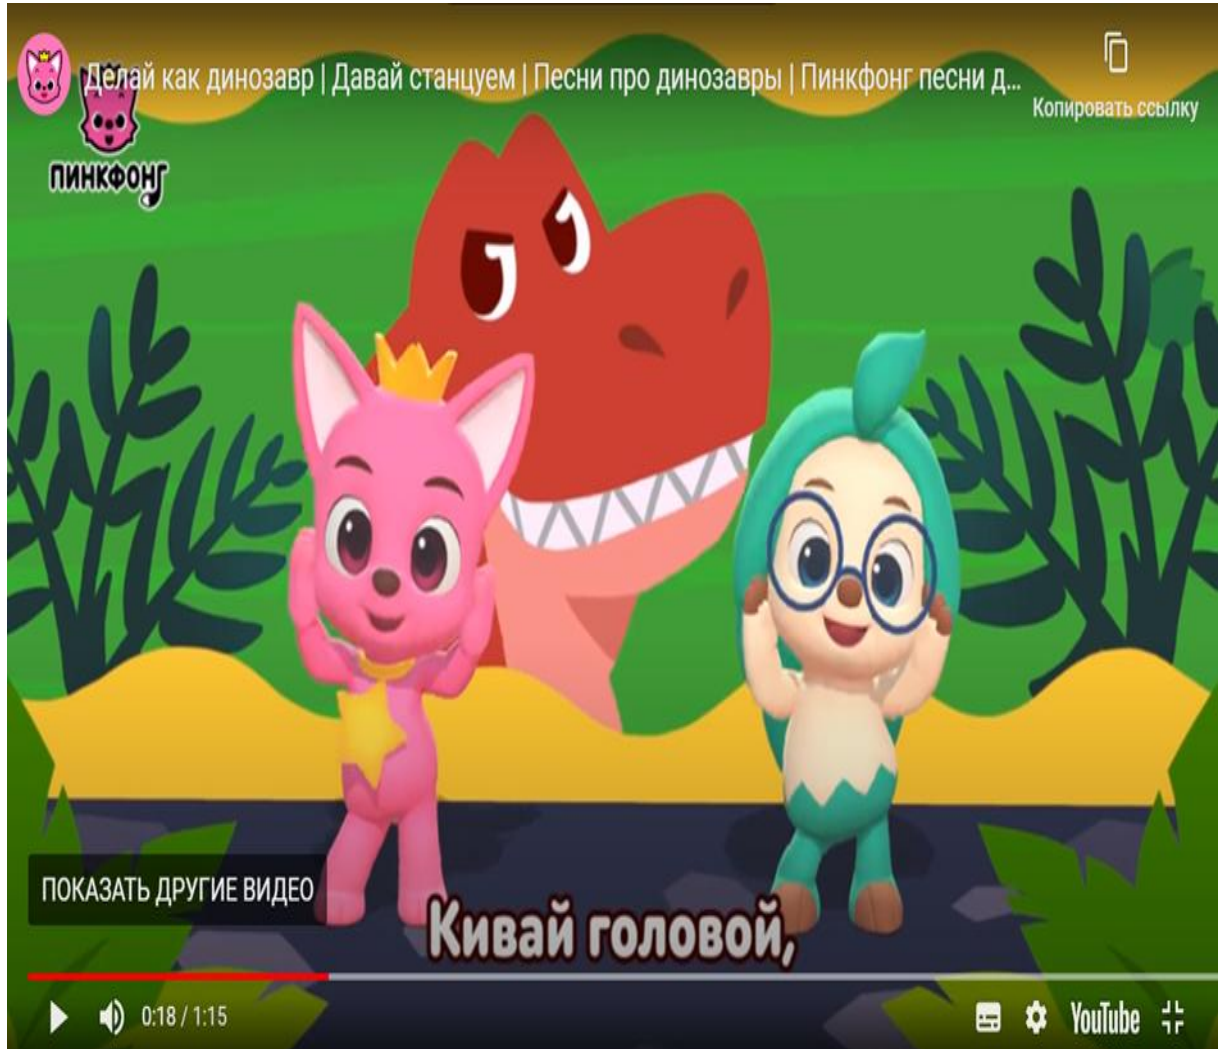 Делай как динозавр | Давай станцуем | Песни про динозавры | Пинкфонг песни д...
Копировать ссылку
ПИНКФОНГ
ПОКАЗАТЬ ДРУГИЕ ВИДЕО
Кивай головой,
0:18 / 1:15
YouTube